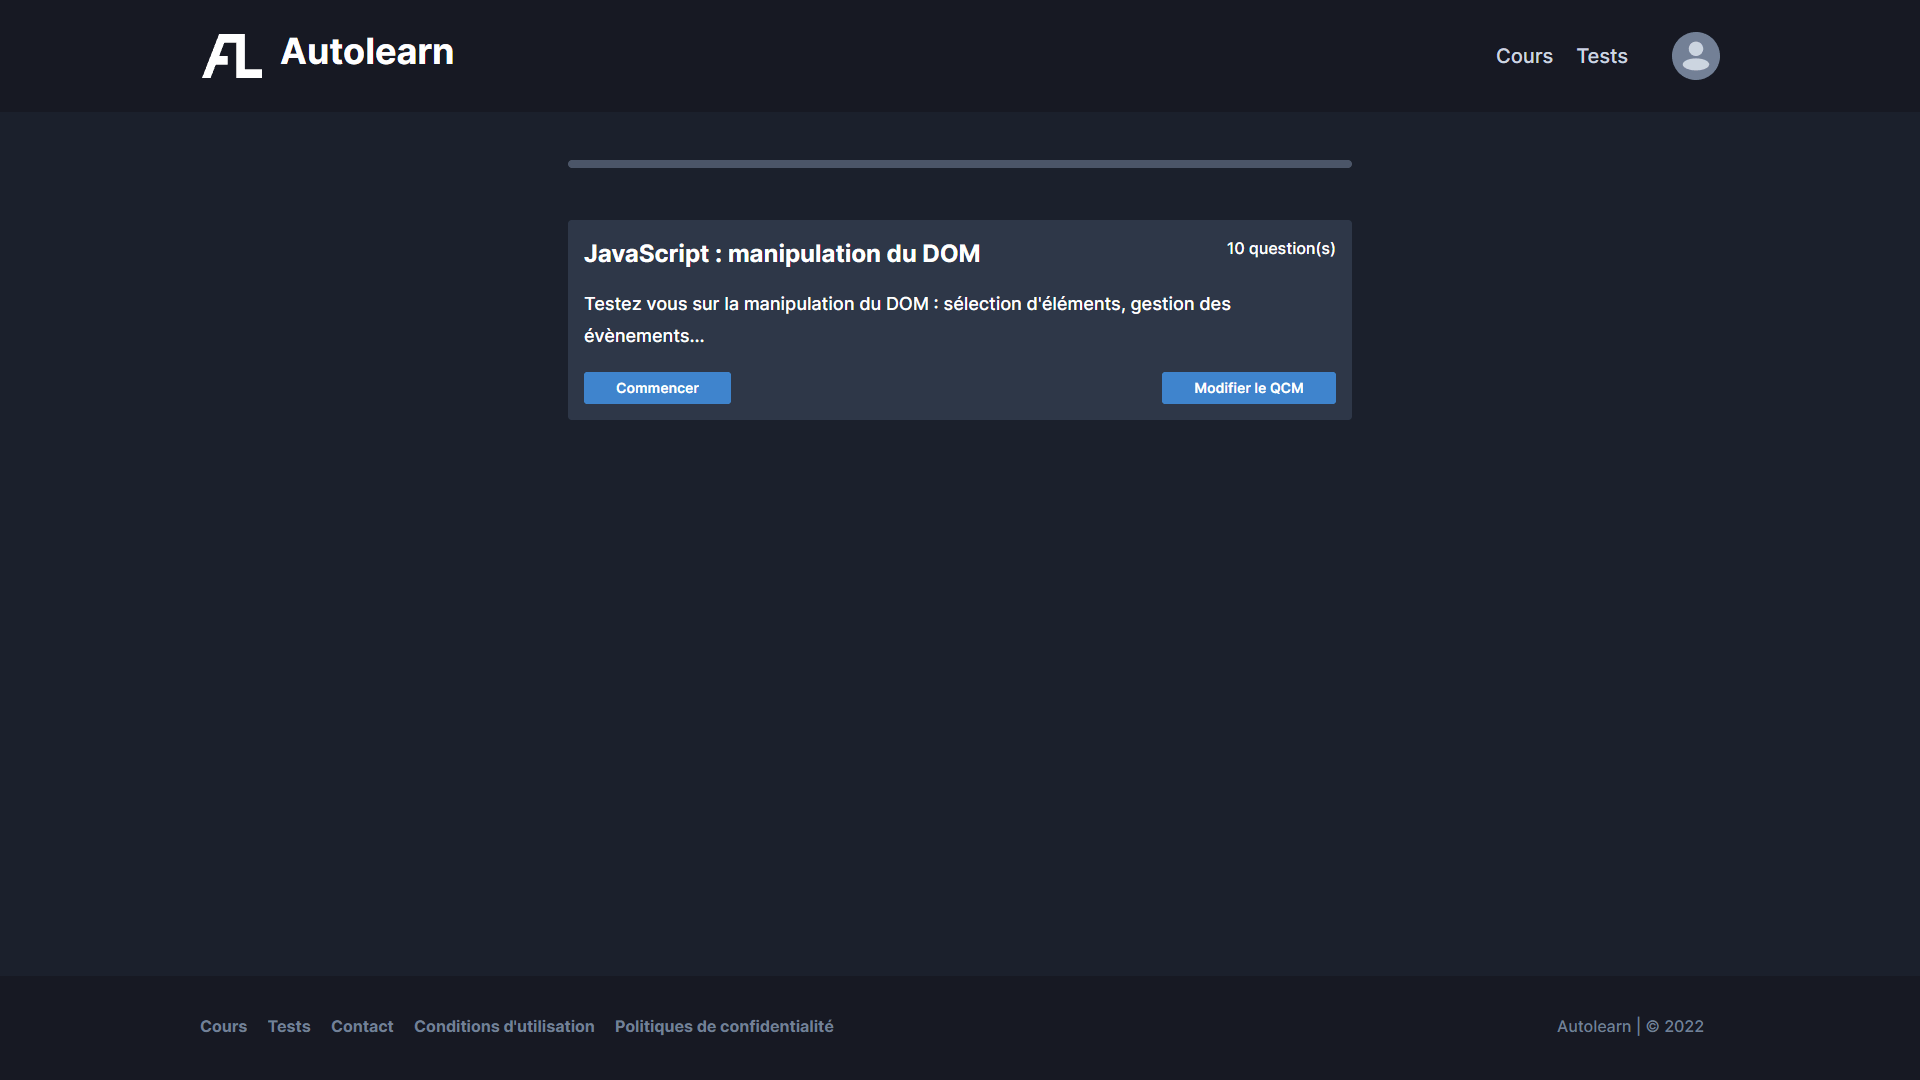 AL Autolearn
Cours Tests
JavaScript : manipulation du DOM
10 question(s)
Testez vous sur la manipulation du DOM : sélection d'éléments, gestion des
évènements...
Commencer
Modifier le QCM
Cours Tests Contact Conditions d'utilisation Politiques de confidentialité
Autolearn | © 2022